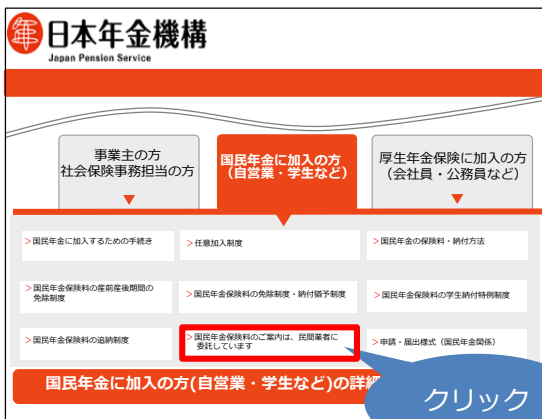 年
日本年金機構
Japan Pension Service
事業主の方
社会保険事務担当の方
国民年金に加入の方
（自営業・学生など）
厚生年金保険に加入の方
（会社員・公務員など）
＞国民年金に加入するための手続き
＞任意加入制度
＞国民年金の保険料・納付方法
＞国民年金保険料の産前産後期間の
免除制度
＞国民年金保険料の免除制度・納付猶予制度
＞国民年金保険料の学生納付特例制度
＞国民年金保険料の追納制度
＞国民年金保険料のご案内は、民間業者に
委託しています
＞申請・届出様式（国民年金関係）
国民年金に加入の方(自営業・学生など)の詳細
クリック